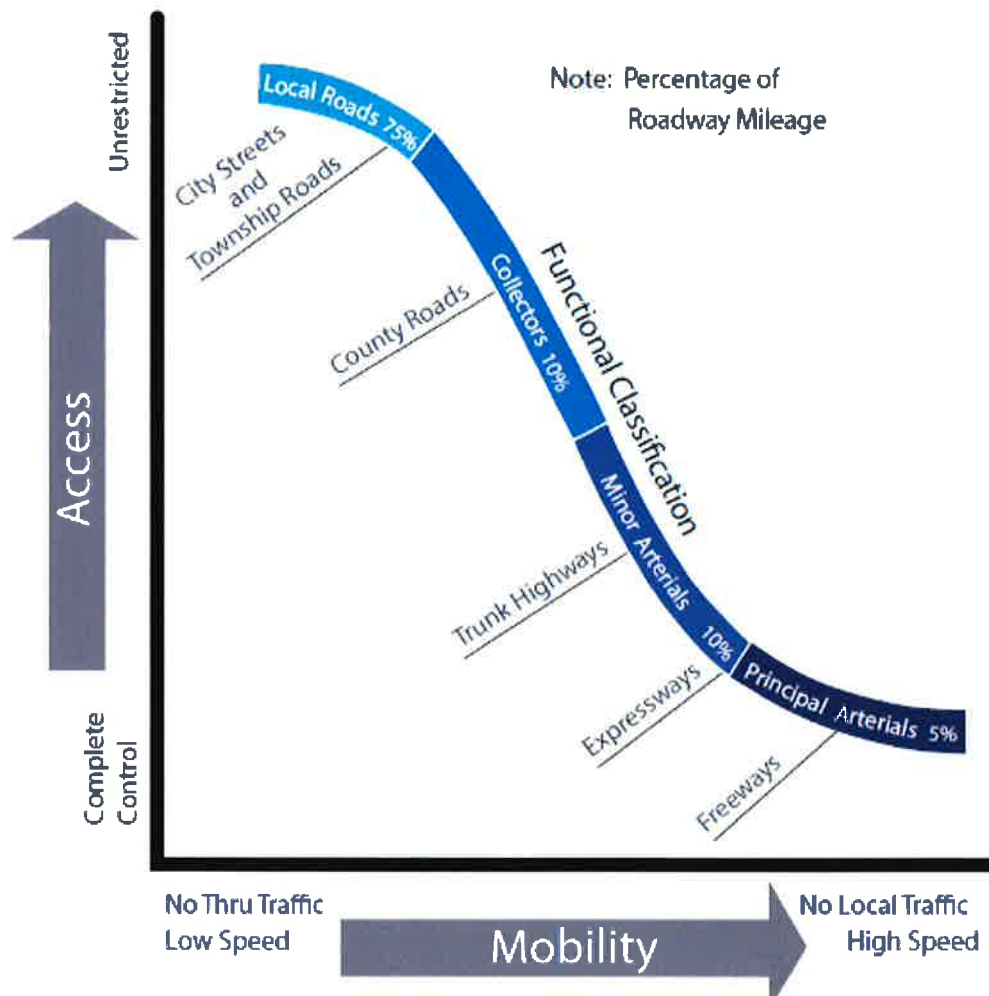 Unrestricted
Note: Percentage of
Roadway Mileage
Local Roads 75%
City Streets
and
Township Roads
Collectors 10%
Functional Classification
County Roads
Access
Minor Arterials 10%
Trunk Highways
Expressways
Principal Arterials 5%
Freeways
Complete
Control
No Thru Traffic
Low Speed
Mobility
No Local Traffic
High Speed